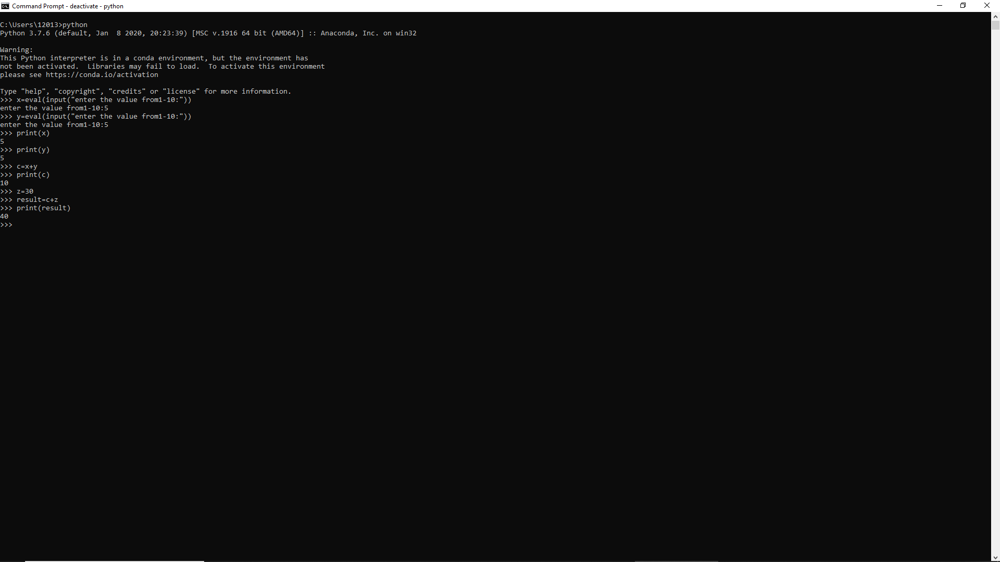 Command Prompt - deactivate - python
C:\Users\12013>python
Python 3.7.6 (default, Jan  8 2020, 20:23:39) [MSC v.1916 64 bit (AMD64)] :: Anaconda, Inc. on win32
Warning:
This Python interpreter is in a conda environment, but the environment has
not been activated.  Libraries may fail to load.  To activate this environment
please see https://conda.io/activation
Type "help", "copyright", "credits" or "license" for more information.
>>> x=eval(input("enter the value from1-10:"))
enter the value from1-10:5
>>> y=eval(input("enter the value from1-10:"))
enter the value from1-10:5
>>> print(x)
5
>>> print(y)
5
>>> c=x+y
>>> print(c)
10
>>> z=30
>>> result=c+z
>>> print(result)
40
>>>